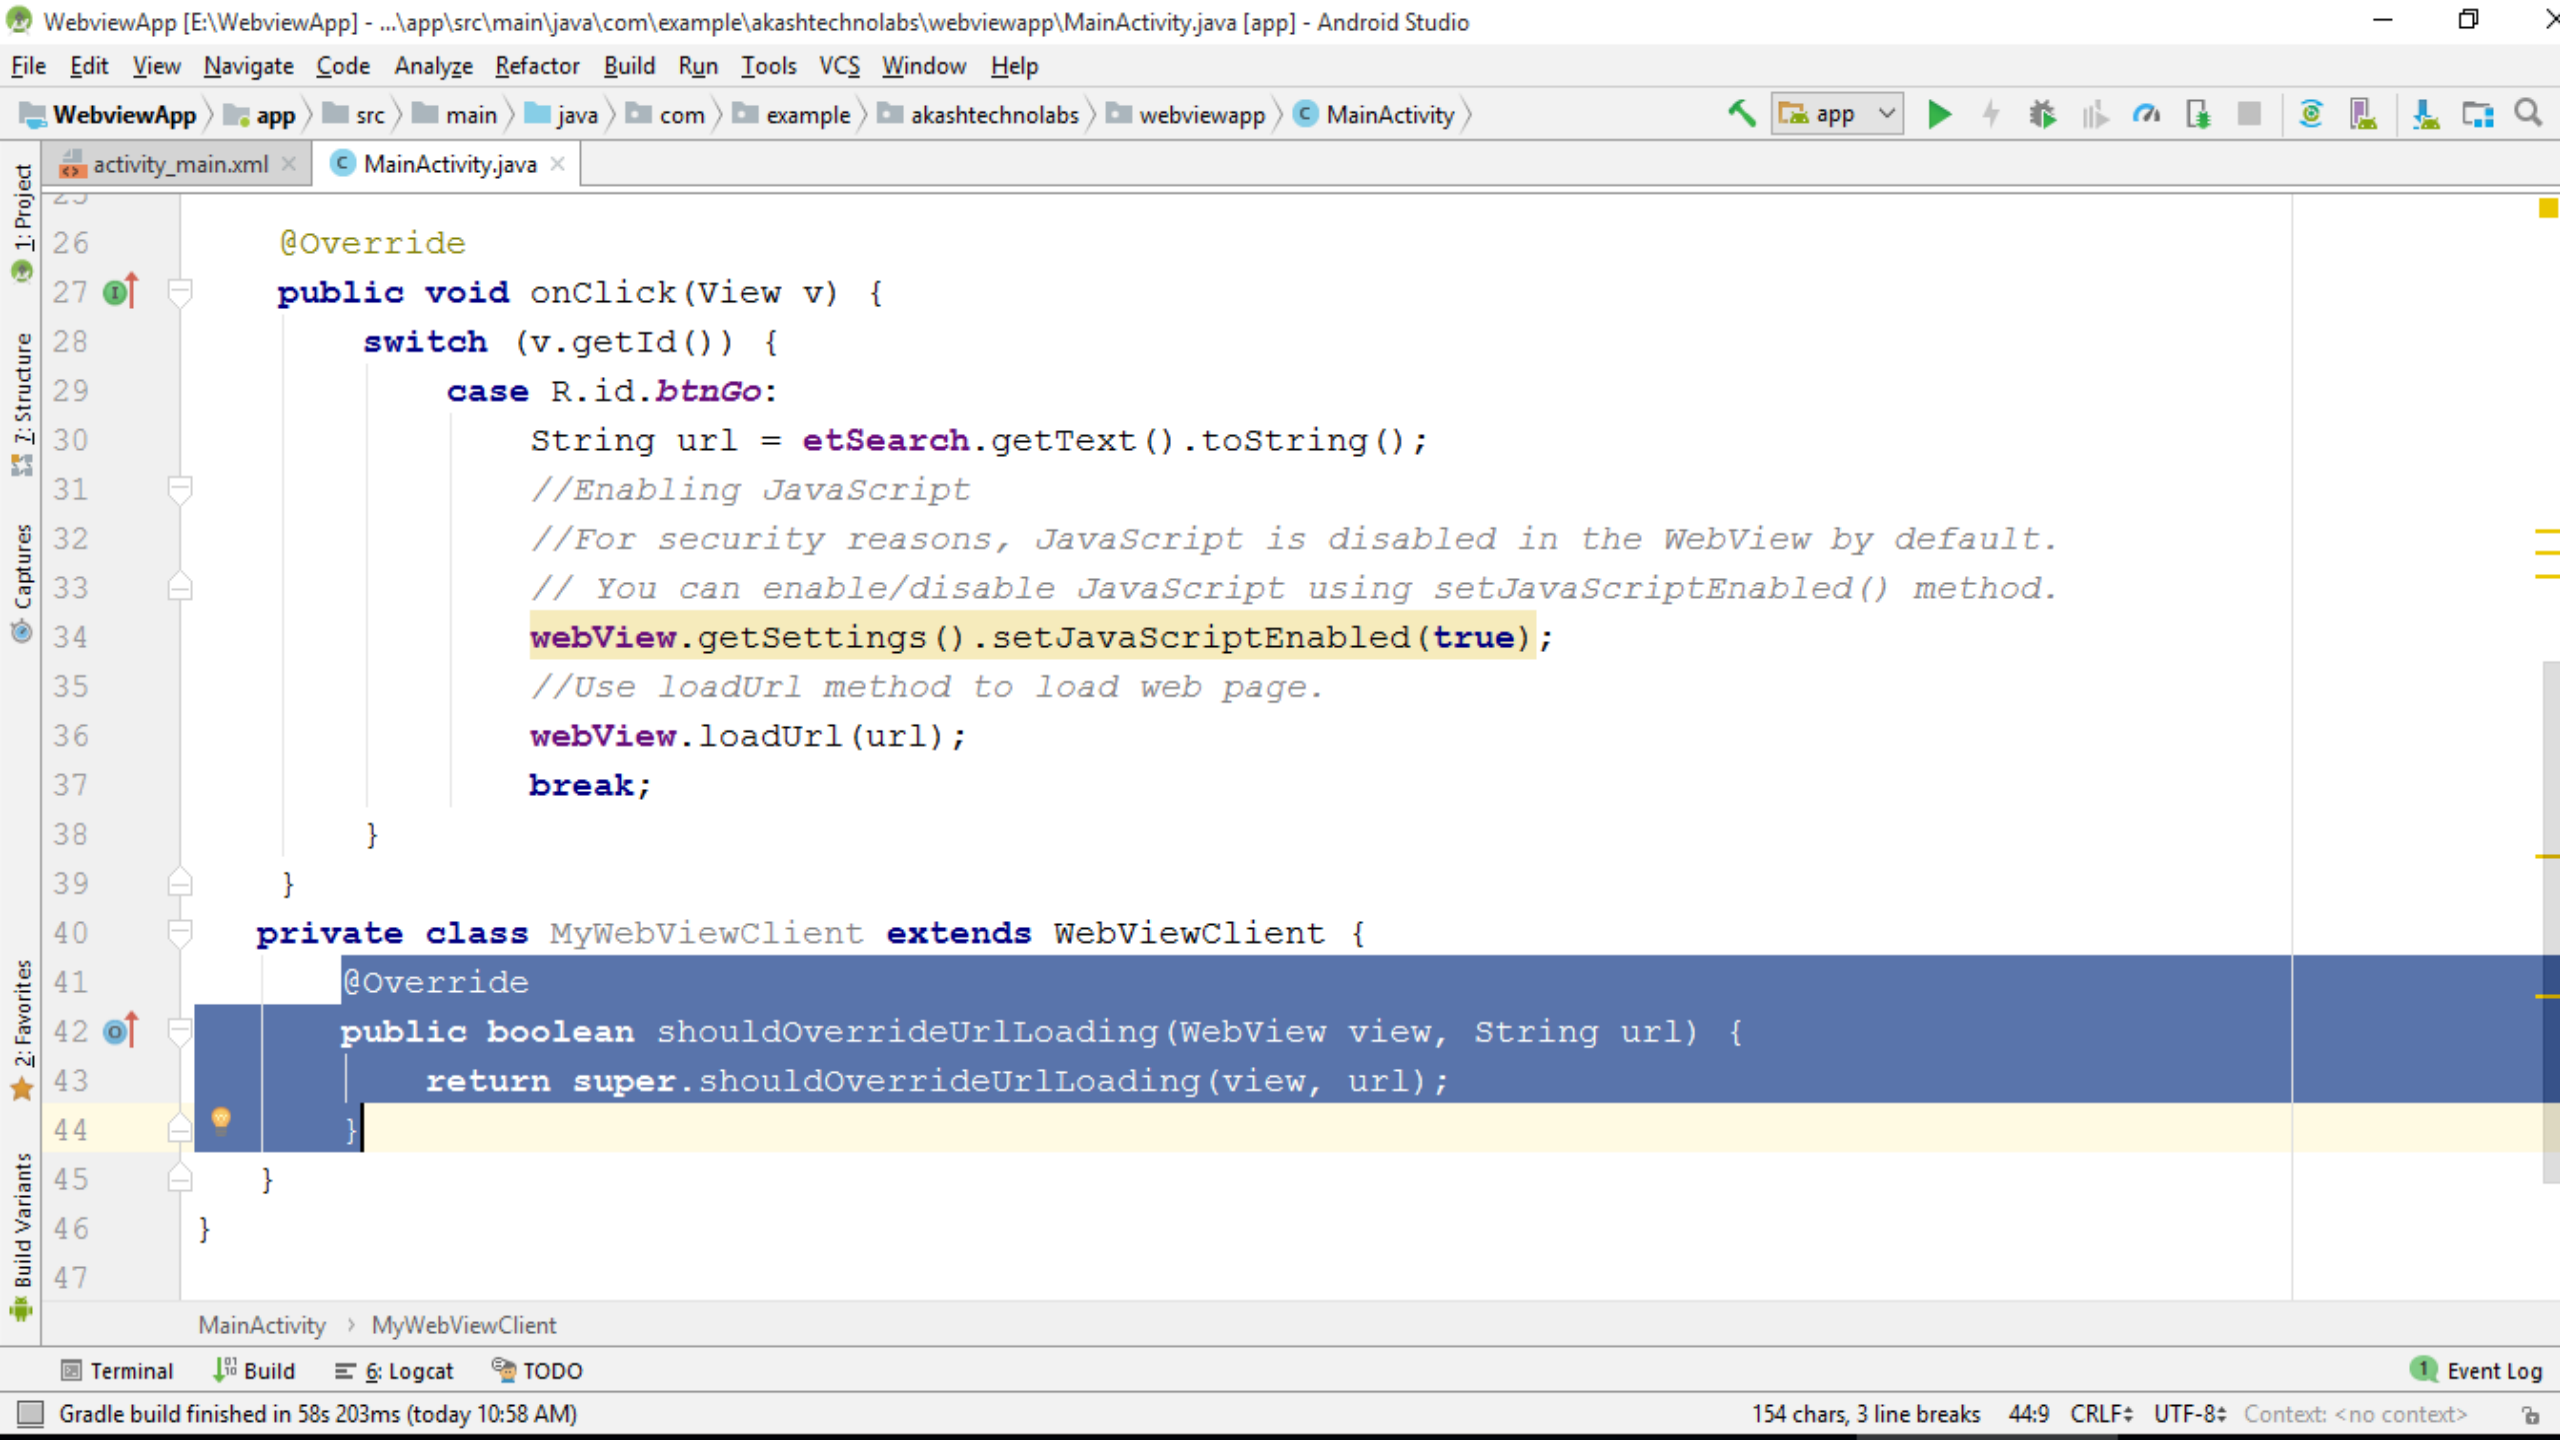 WebviewApp [E:\WebviewApp] - ...\app\src\main\java\com\example\akashtechnolabs\webviewapp\MainActivity.java [app] - Android Studio
File Edit View Navigate Code Analyze Refactor Build Run Tools VCS Window Help
WebviewApp app src main java com example akashtechnolabs webviewapp MainActivity app
activity_main.xml MainActivity.java
1: Project
7: Structure
Captures
2: Favorites
Build Variants
25
26 @Override
27 public void onClick(View v) {
28 switch (v.getId()) {
29 case R.id.btnGo:
30 String url = etSearch.getText().toString();
31 //Enabling JavaScript
32 //For security reasons, JavaScript is disabled in the WebView by default.
33 // You can enable/disable JavaScript using setJavaScriptEnabled() method.
34 webView.getSettings().setJavaScriptEnabled(true);
35 //Use loadUrl method to load web page.
36 webView.loadUrl(url);
37 break;
38 }
39 }
40 private class MyWebViewClient extends WebViewClient {
41 @Override
42 public boolean shouldOverrideUrlLoading(WebView view, String url) {
43 return super.shouldOverrideUrlLoading(view, url);
44 }
45 }
46 }
47
MainActivity › MyWebViewClient
Terminal Build 6: Logcat TODO 1 Event Log
Gradle build finished in 58s 203ms (today 10:58 AM) 154 chars, 3 line breaks 44:9 CRLF UTF-8 Context: <no context>